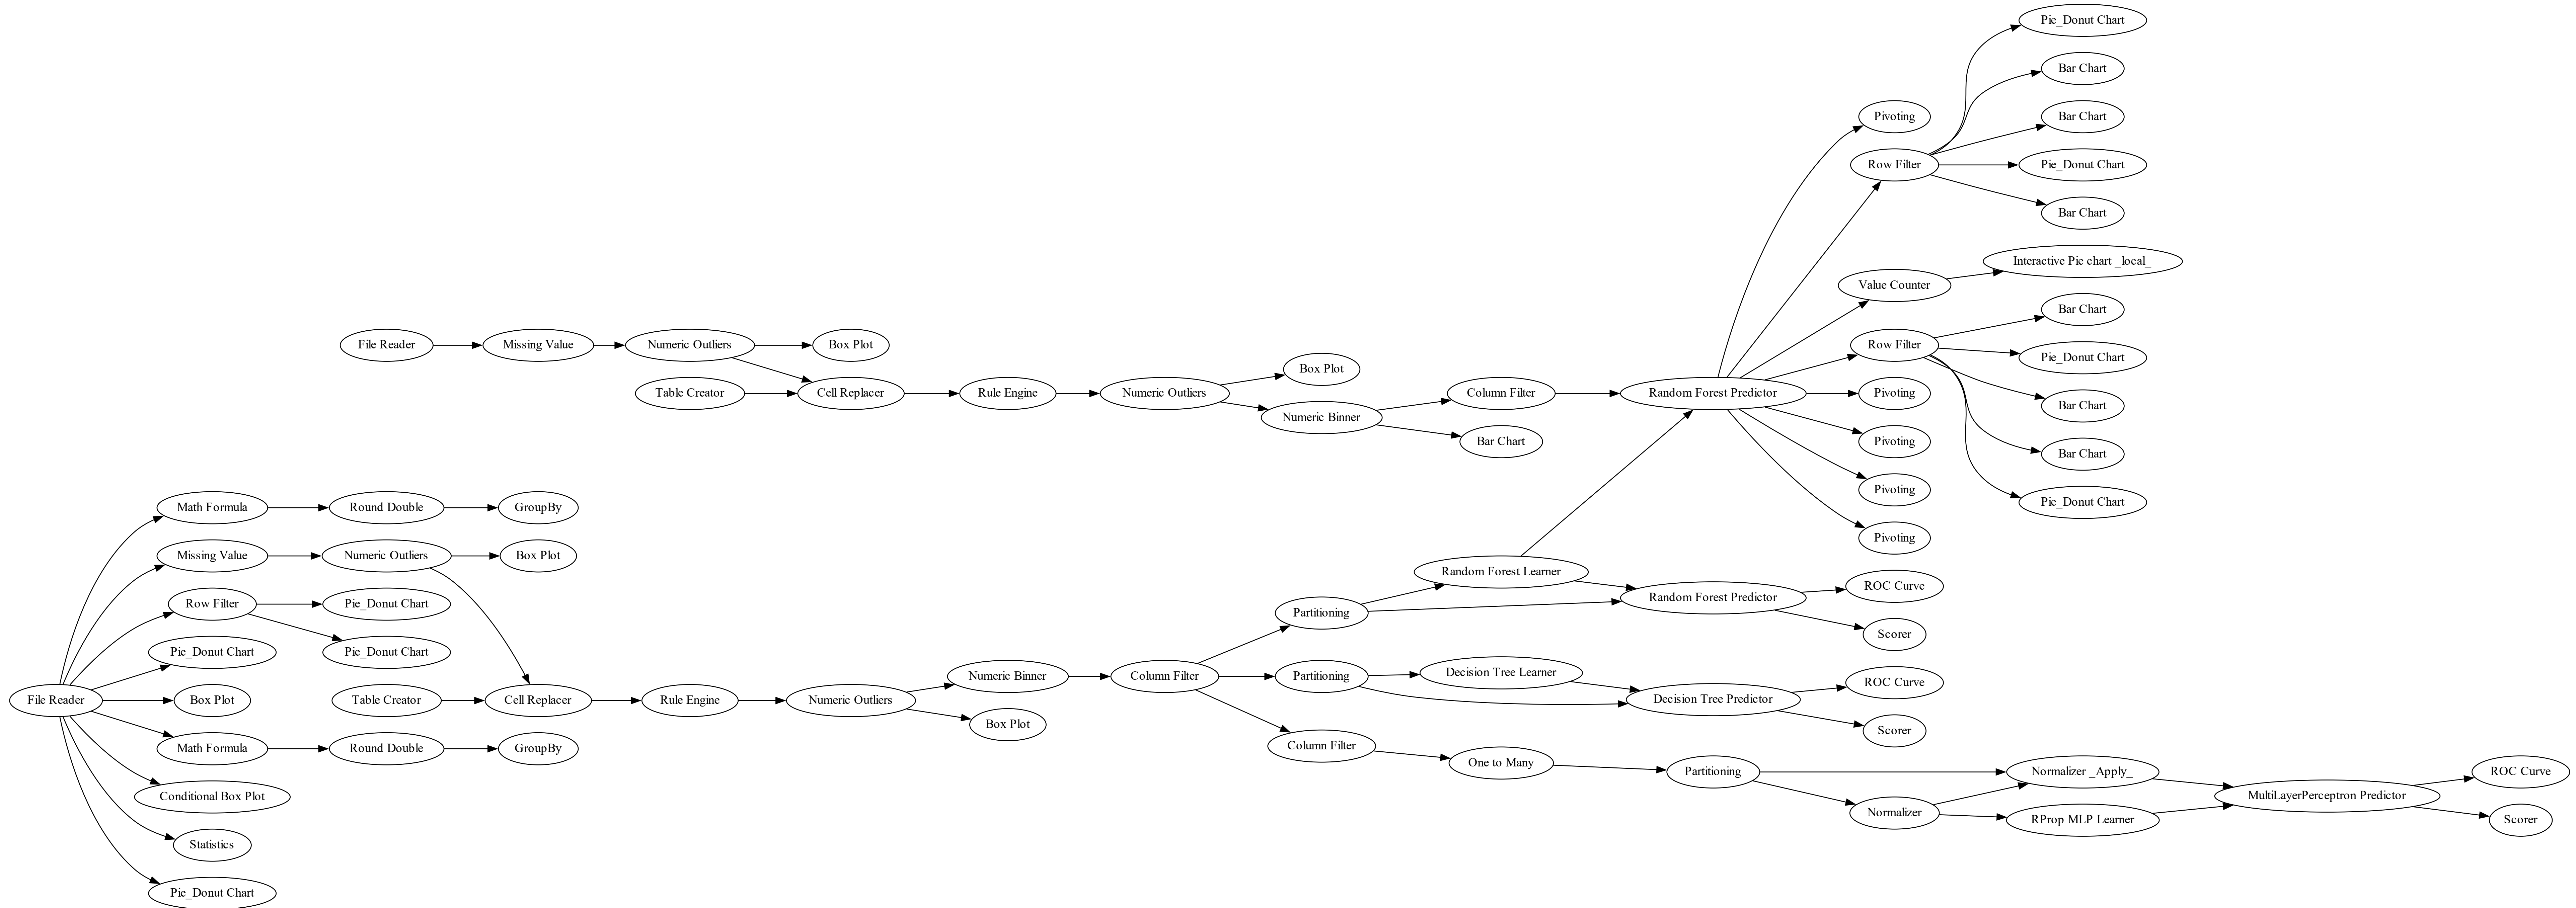 Pie_Donut Chart
Bar Chart
Pivoting
Bar Chart
Row Filter
Pie_Donut Chart
Bar Chart
Interactive Pie chart _local_
Value Counter
Bar Chart
File Reader
Missing Value
Numeric Outliers
Box Plot
Row Filter
Pie_Donut Chart
Box Plot
Table Creator
Cell Replacer
Rule Engine
Numeric Outliers
Column Filter
Random Forest Predictor
Pivoting
Bar Chart
Numeric Binner
Bar Chart
Pivoting
Bar Chart
Pivoting
Pie_Donut Chart
Math Formula
Round Double
GroupBy
Pivoting
Missing Value
Numeric Outliers
Box Plot
Random Forest Learner
ROC Curve
Row Filter
Pie_Donut Chart
Partitioning
Random Forest Predictor
Scorer
Pie_Donut Chart
Pie_Donut Chart
Numeric Binner
Column Filter
Partitioning
Decision Tree Learner
ROC Curve
File Reader
Box Plot
Table Creator
Cell Replacer
Rule Engine
Numeric Outliers
Decision Tree Predictor
Box Plot
Scorer
Math Formula
Round Double
GroupBy
Column Filter
One to Many
Partitioning
Normalizer _Apply_
ROC Curve
Conditional Box Plot
MultiLayerPerceptron Predictor
Normalizer
RProp MLP Learner
Scorer
Statistics
Pie_Donut Chart